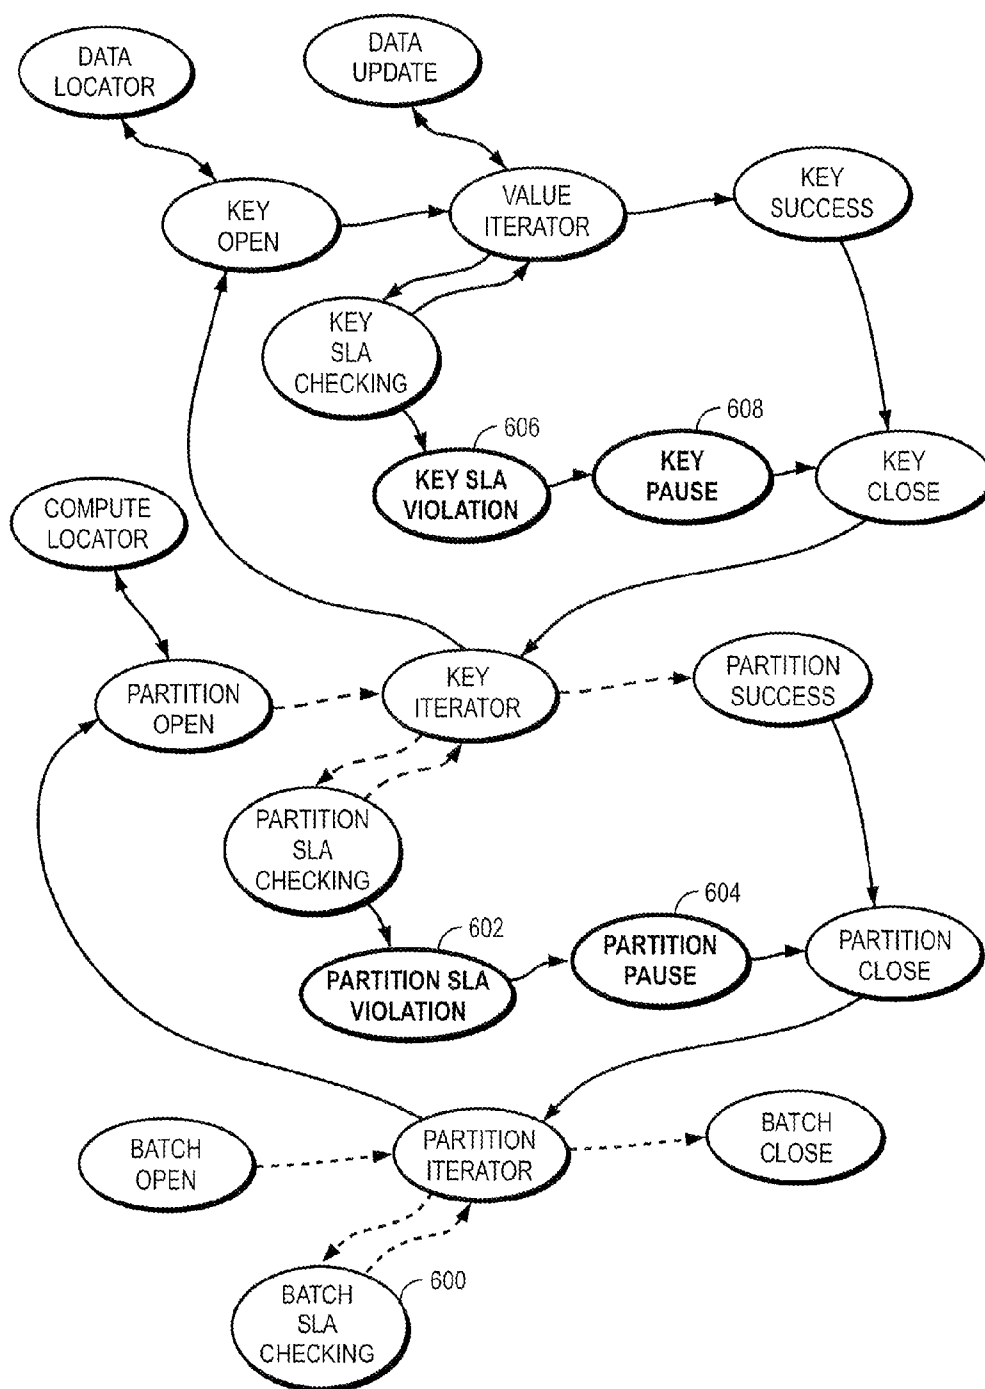 DATA
LOCATOR
DATA
UPDATE
KEY
OPEN
VALUE
ITERATOR
KEY
SUCCESS
KEY
SLA
CHECKING
606
KEY SLA
VIOLATION
608
KEY
PAUSE
KEY
CLOSE
COMPUTE
LOCATOR
PARTITION
OPEN
KEY
ITERATOR
PARTITION
SUCCESS
PARTITION
SLA
CHECKING
602
PARTITION SLA
VIOLATION
604
PARTITION
PAUSE
PARTITION
CLOSE
BATCH
OPEN
PARTITION
ITERATOR
BATCH
CLOSE
600
BATCH
SLA
CHECKING